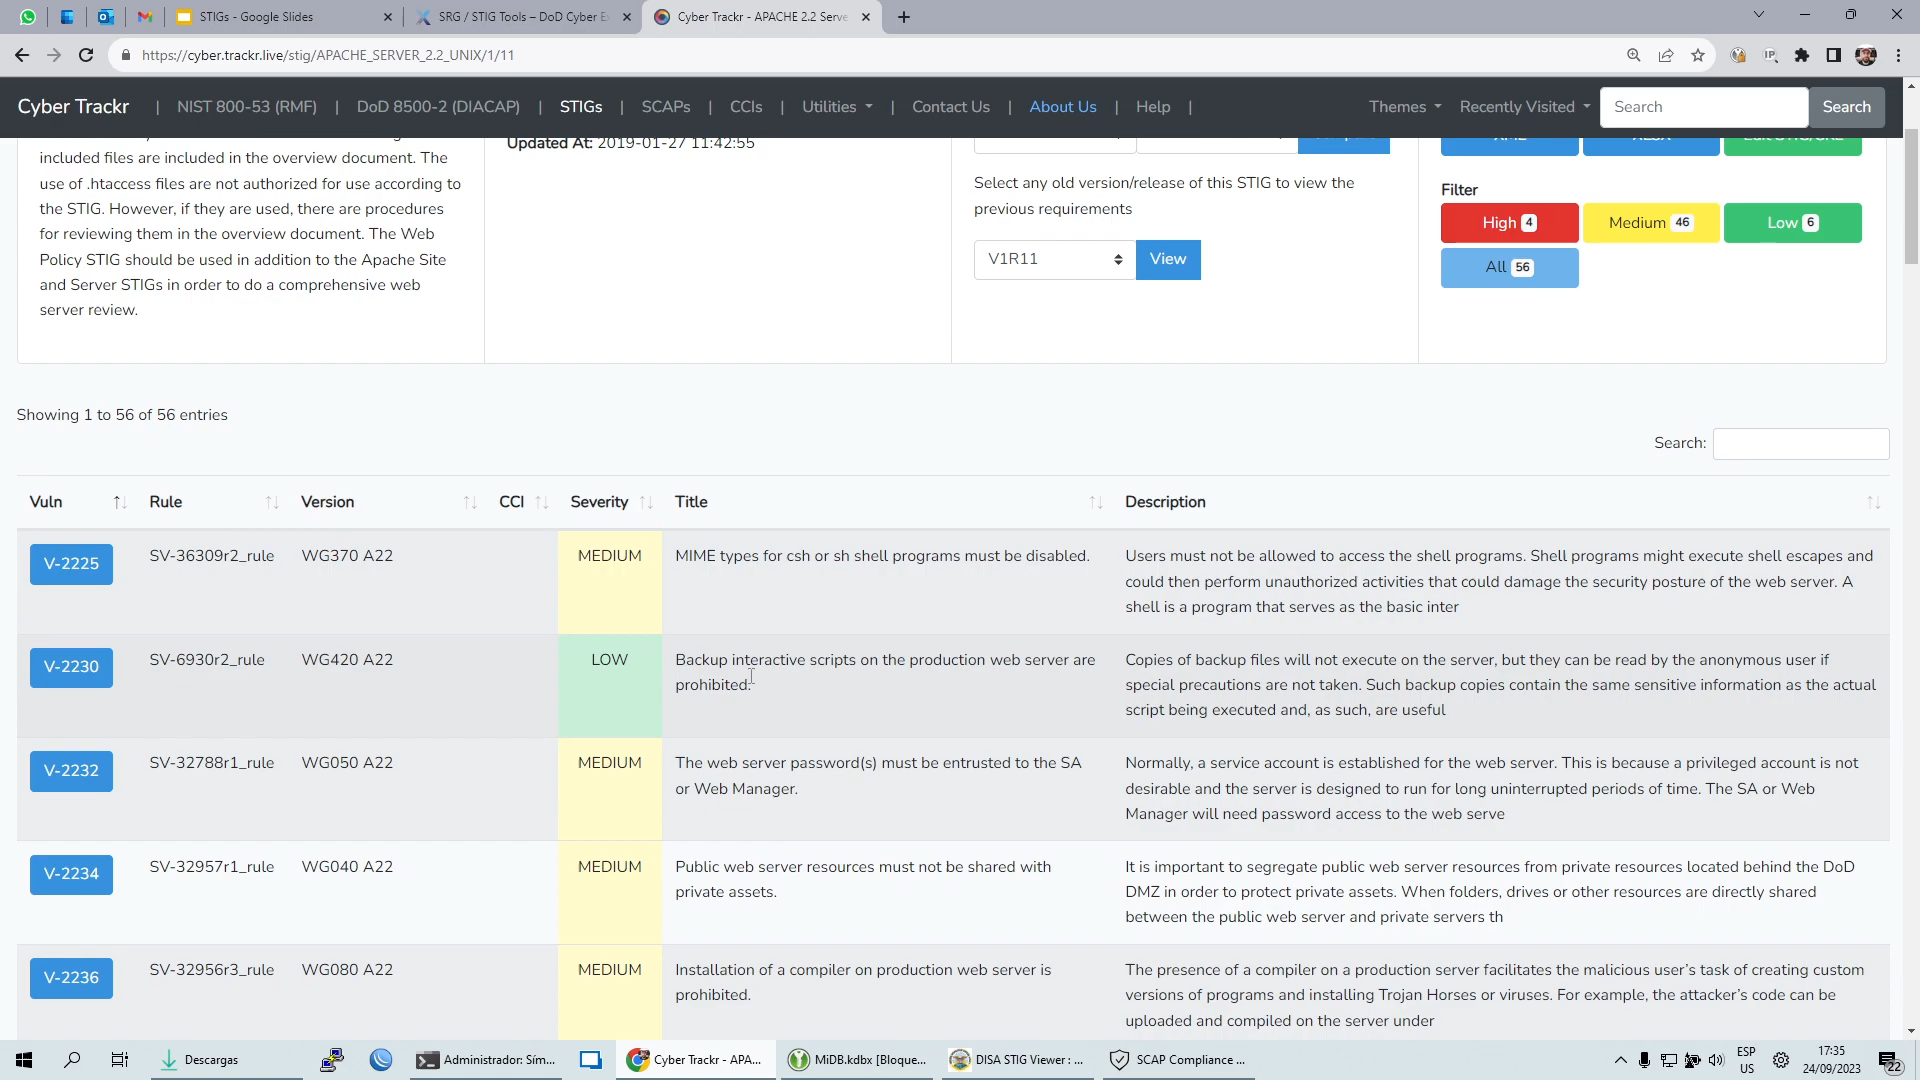 STIGs - Google Slides
SRG / STIG Tools – DoD Cyber E
Cyber Trackr - APACHE 2.2 Serve
https://cyber.trackr.live/stig/APACHE_SERVER_2.2_UNIX/1/11
Cyber Trackr | NIST 800-53 (RMF) | DoD 8500-2 (DIACAP) | STIGs | SCAPs | CCIs | Utilities | Contact Us | About Us | Help | Themes Recently Visited Search Search
included files are included in the overview document. The
use of .htaccess files are not authorized for use according to
the STIG. However, if they are used, there are procedures
for reviewing them in the overview document. The Web
Policy STIG should be used in addition to the Apache Site
and Server STIGs in order to do a comprehensive web
server review.
Updated At: 2019-01-27 11:42:55
Select any old version/release of this STIG to view the
previous requirements
V1R11 View
Filter
High 4 Medium 46 Low 6
All 56
Showing 1 to 56 of 56 entries
Search:
Vuln Rule Version CCI Severity Title Description
V-2225 SV-36309r2_rule WG370 A22 MEDIUM MIME types for csh or sh shell programs must be disabled.
Users must not be allowed to access the shell programs. Shell programs might execute shell escapes and
could then perform unauthorized activities that could damage the security posture of the web server. A
shell is a program that serves as the basic inter
V-2230 SV-6930r2_rule WG420 A22 LOW Backup interactive scripts on the production web server are
prohibited.
Copies of backup files will not execute on the server, but they can be read by the anonymous user if
special precautions are not taken. Such backup copies contain the same sensitive information as the actual
script being executed and, as such, are useful
V-2232 SV-32788r1_rule WG050 A22 MEDIUM The web server password(s) must be entrusted to the SA
or Web Manager.
Normally, a service account is established for the web server. This is because a privileged account is not
desirable and the server is designed to run for long uninterrupted periods of time. The SA or Web
Manager will need password access to the web serve
V-2234 SV-32957r1_rule WG040 A22 MEDIUM Public web server resources must not be shared with
private assets.
It is important to segregate public web server resources from private resources located behind the DoD
DMZ in order to protect private assets. When folders, drives or other resources are directly shared
between the public web server and private servers th
V-2236 SV-32956r3_rule WG080 A22 MEDIUM Installation of a compiler on production web server is
prohibited.
The presence of a compiler on a production server facilitates the malicious user's task of creating custom
versions of programs and installing Trojan Horses or viruses. For example, the attacker's code can be
uploaded and compiled on the server under
Descargas
Administrador: Sím...
Cyber Trackr - APA...
MiDB.kdbx [Bloque...
DISA STIG Viewer : ...
SCAP Compliance ...
ESP
US
17:35
24/09/2023
22